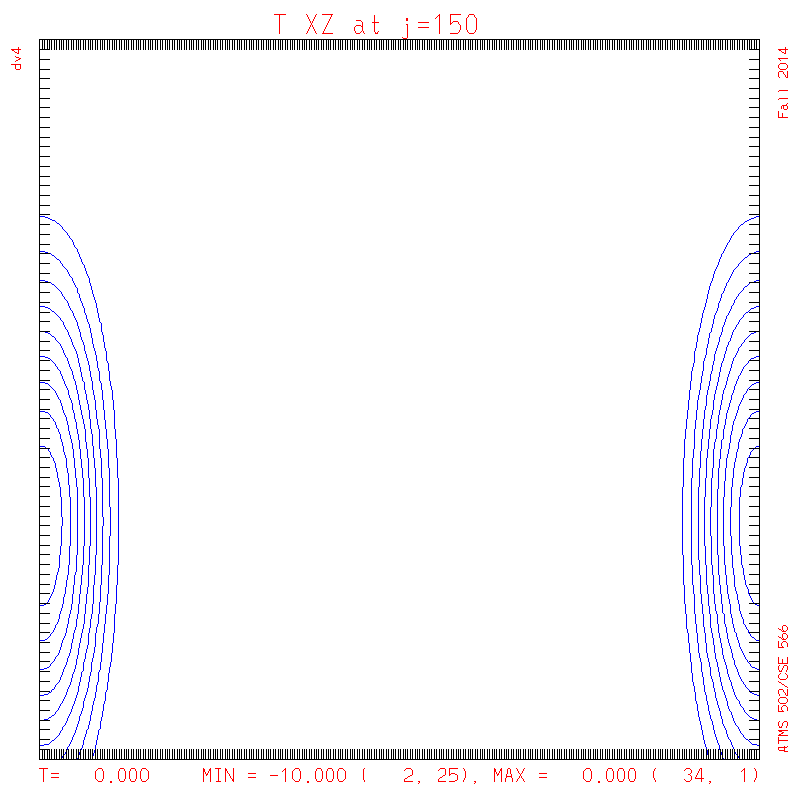 T XZ at j=150
dv4
Fall 2014
ATMS 502/CSE 566
T= 0.000 MIN = -10.000 ( 2, 25), MAX = 0.000 ( 34, 1)